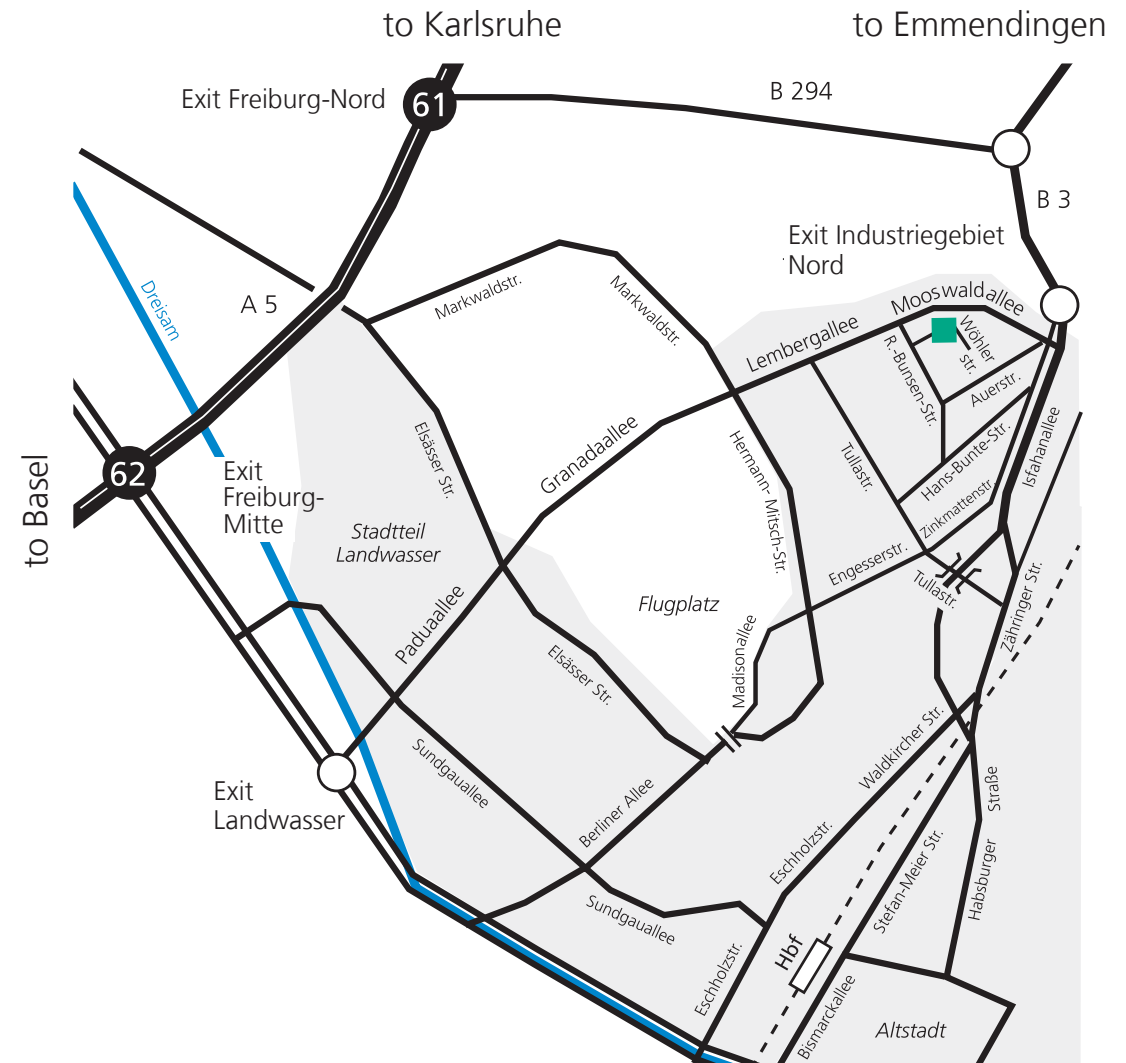 to Karlsruhe
to Emmendingen
Exit Freiburg-Nord
61
B 294
B 3
Exit Industriegebiet
Nord
Dreisam
A 5
Markwaldstr.
Markwaldstr.
Mooswaldallee
Lembergallee
Wöhler
str.
R.-Bunsen-Str.
Auerstr.
Isfahanallee
Hans-Bunte-Str.
Zinkmattenstr.
Tullastr.
Engesserstr.
Tullastr.
Zähringer Str.
Hermann- Mitsch-Str.
Granadaallee
Elsässer Str.
to Basel
62
Exit
Freiburg-
Mitte
Stadtteil
Landwasser
Flugplatz
Paduaallee
Elsässer Str.
Madisonallee
Sundgauallee
Exit
Landwasser
Berliner Allee
Waldkircher Str.
Eschholzstr.
Habsburger
Straße
Stefan-Meier Str.
Sundgauallee
Eschholzstr.
Hbf
Bismarckallee
Altstadt